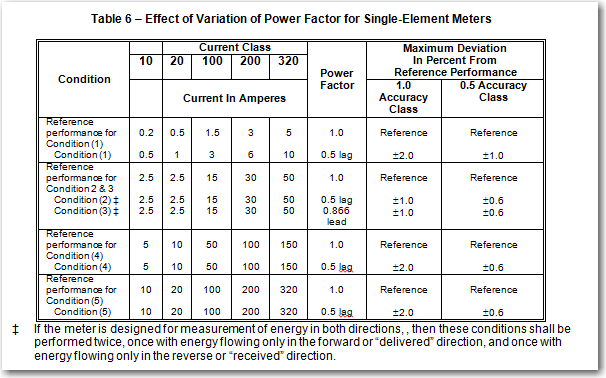 Table 6 – Effect of Variation of Power Factor for Single-Element Meters
Condition
Current Class
10 20 100 200 320
Current In Amperes
Power
Factor
Maximum Deviation
In Percent From
Reference Performance
1.0
Accuracy
Class
0.5 Accuracy
Class
Reference
performance for 0.2 0.5 1.5 3 5 1.0 Reference Reference
Condition (1)
Condition (1) 0.5 1 3 6 10 0.5 lag ±2.0 ±1.0
Reference
performance for 2.5 2.5 15 30 50 1.0 Reference Reference
Condition 2 & 3
Condition (2) ‡ 2.5 2.5 15 30 50 0.5 lag ±1.0 ±0.6
Condition (3) ‡ 2.5 2.5 15 30 50 0.866 ±1.0 ±0.6
lead
Reference
performance for 5 10 50 100 150 1.0 Reference Reference
Condition (4)
Condition (4) 5 10 50 100 150 0.5 lag ±2.0 ±0.6
Reference
performance for 10 20 100 200 320 1.0 Reference Reference
Condition (5)
Condition (5) 10 20 100 200 320 0.5 lag ±2.0 ±0.6
‡ If the meter is designed for measurement of energy in both directions, , then these conditions shall be
performed twice, once with energy flowing only in the forward or “delivered” direction, and once with
energy flowing only in the reverse or “received” direction.